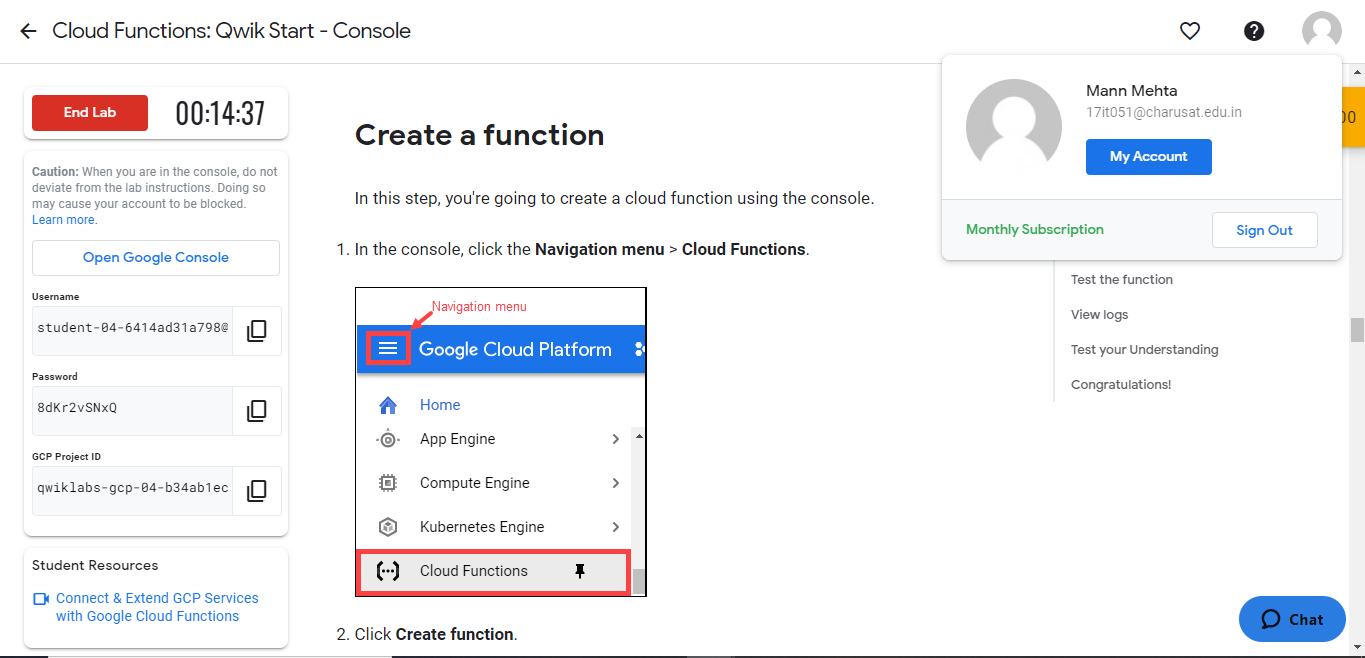 Cloud Functions: Qwik Start - Console
End Lab
00:14:37
Caution: When you are in the console, do not
deviate from the lab instructions. Doing so
may cause your account to be blocked.
Learn more.
Open Google Console
Username
student-04-6414ad31a798@
Password
8dKr2vSNxQ
GCP Project ID
qwiklabs-gcp-04-b34ab1ec
Student Resources
Connect & Extend GCP Services
with Google Cloud Functions
Create a function
In this step, you're going to create a cloud function using the console.
1. In the console, click the Navigation menu > Cloud Functions.
Navigation menu
Google Cloud Platform
Home
App Engine
Compute Engine
Kubernetes Engine
Cloud Functions
2. Click Create function.
Mann Mehta
17it051@charusat.edu.in
My Account
Monthly Subscription
Sign Out
Test the function
View logs
Test your Understanding
Congratulations!
Chat